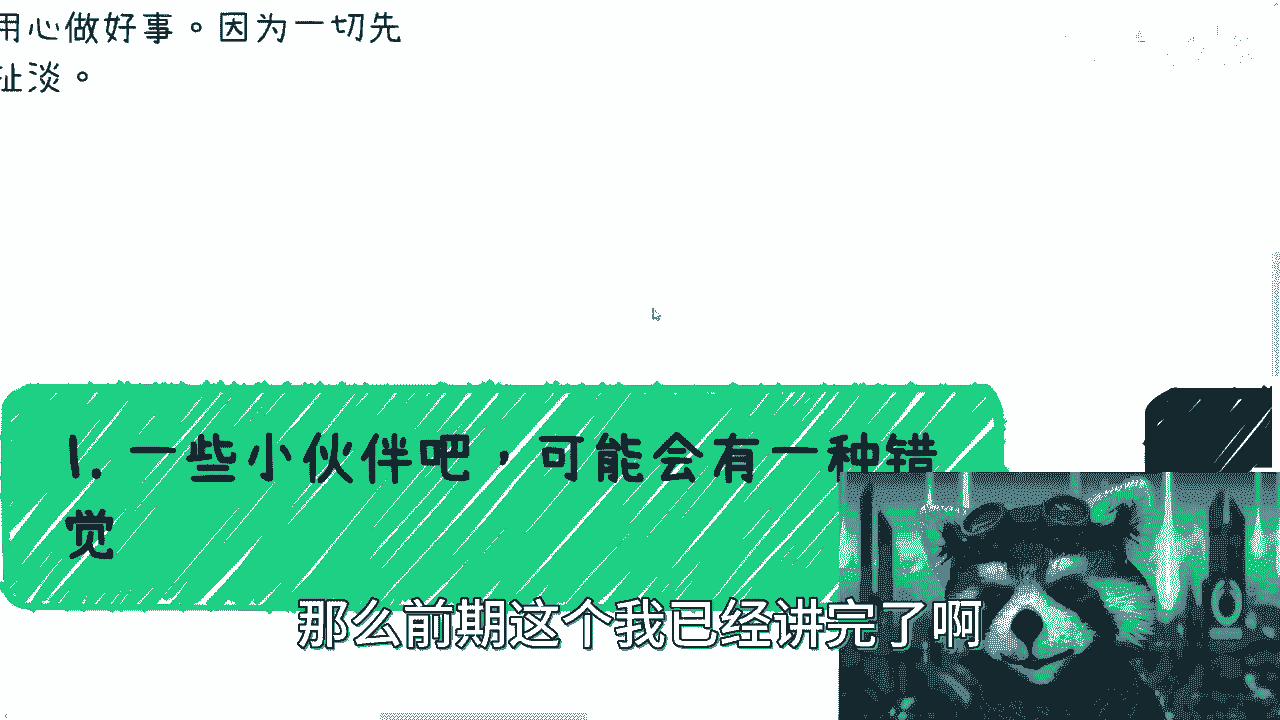 用心做好事。因为一切先
扯淡。
1. 一些小伙伴吧，可能会有一种错
觉
那么前期这个我已经讲完了啊